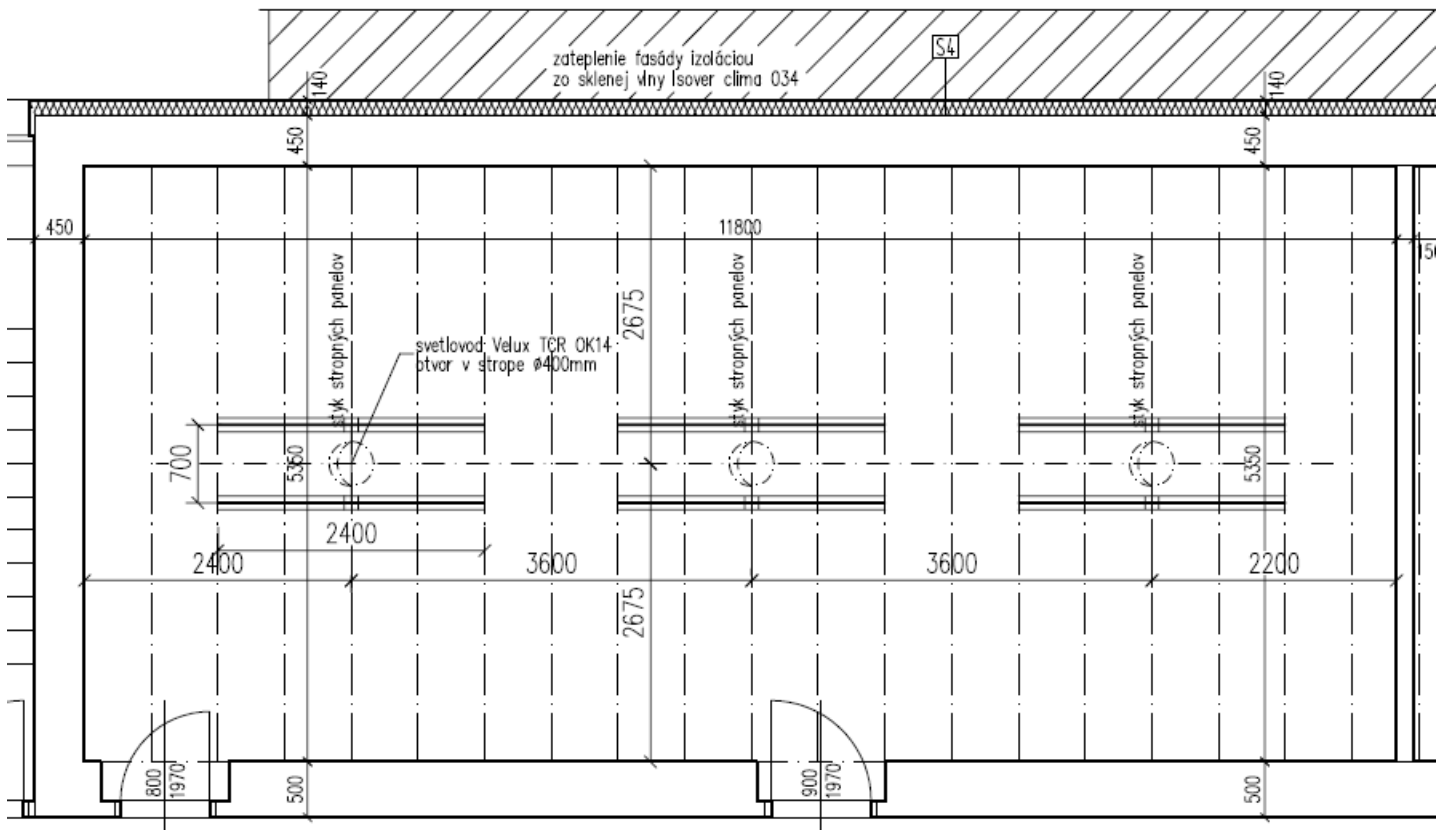 zateplenie fasády izoláciou
zo sklenej vlny Isover clima 034
S4
140
140
450
450
450
11800
150
styk stropných panelov
styk stropných panelov
styk stropných panelov
2675
svetlovod Velux TCR 0K14
otvor v strope ø400mm
700
5350
5350
2400
2400
3600
3600
2200
2675
800
1970
500
900
1970
500